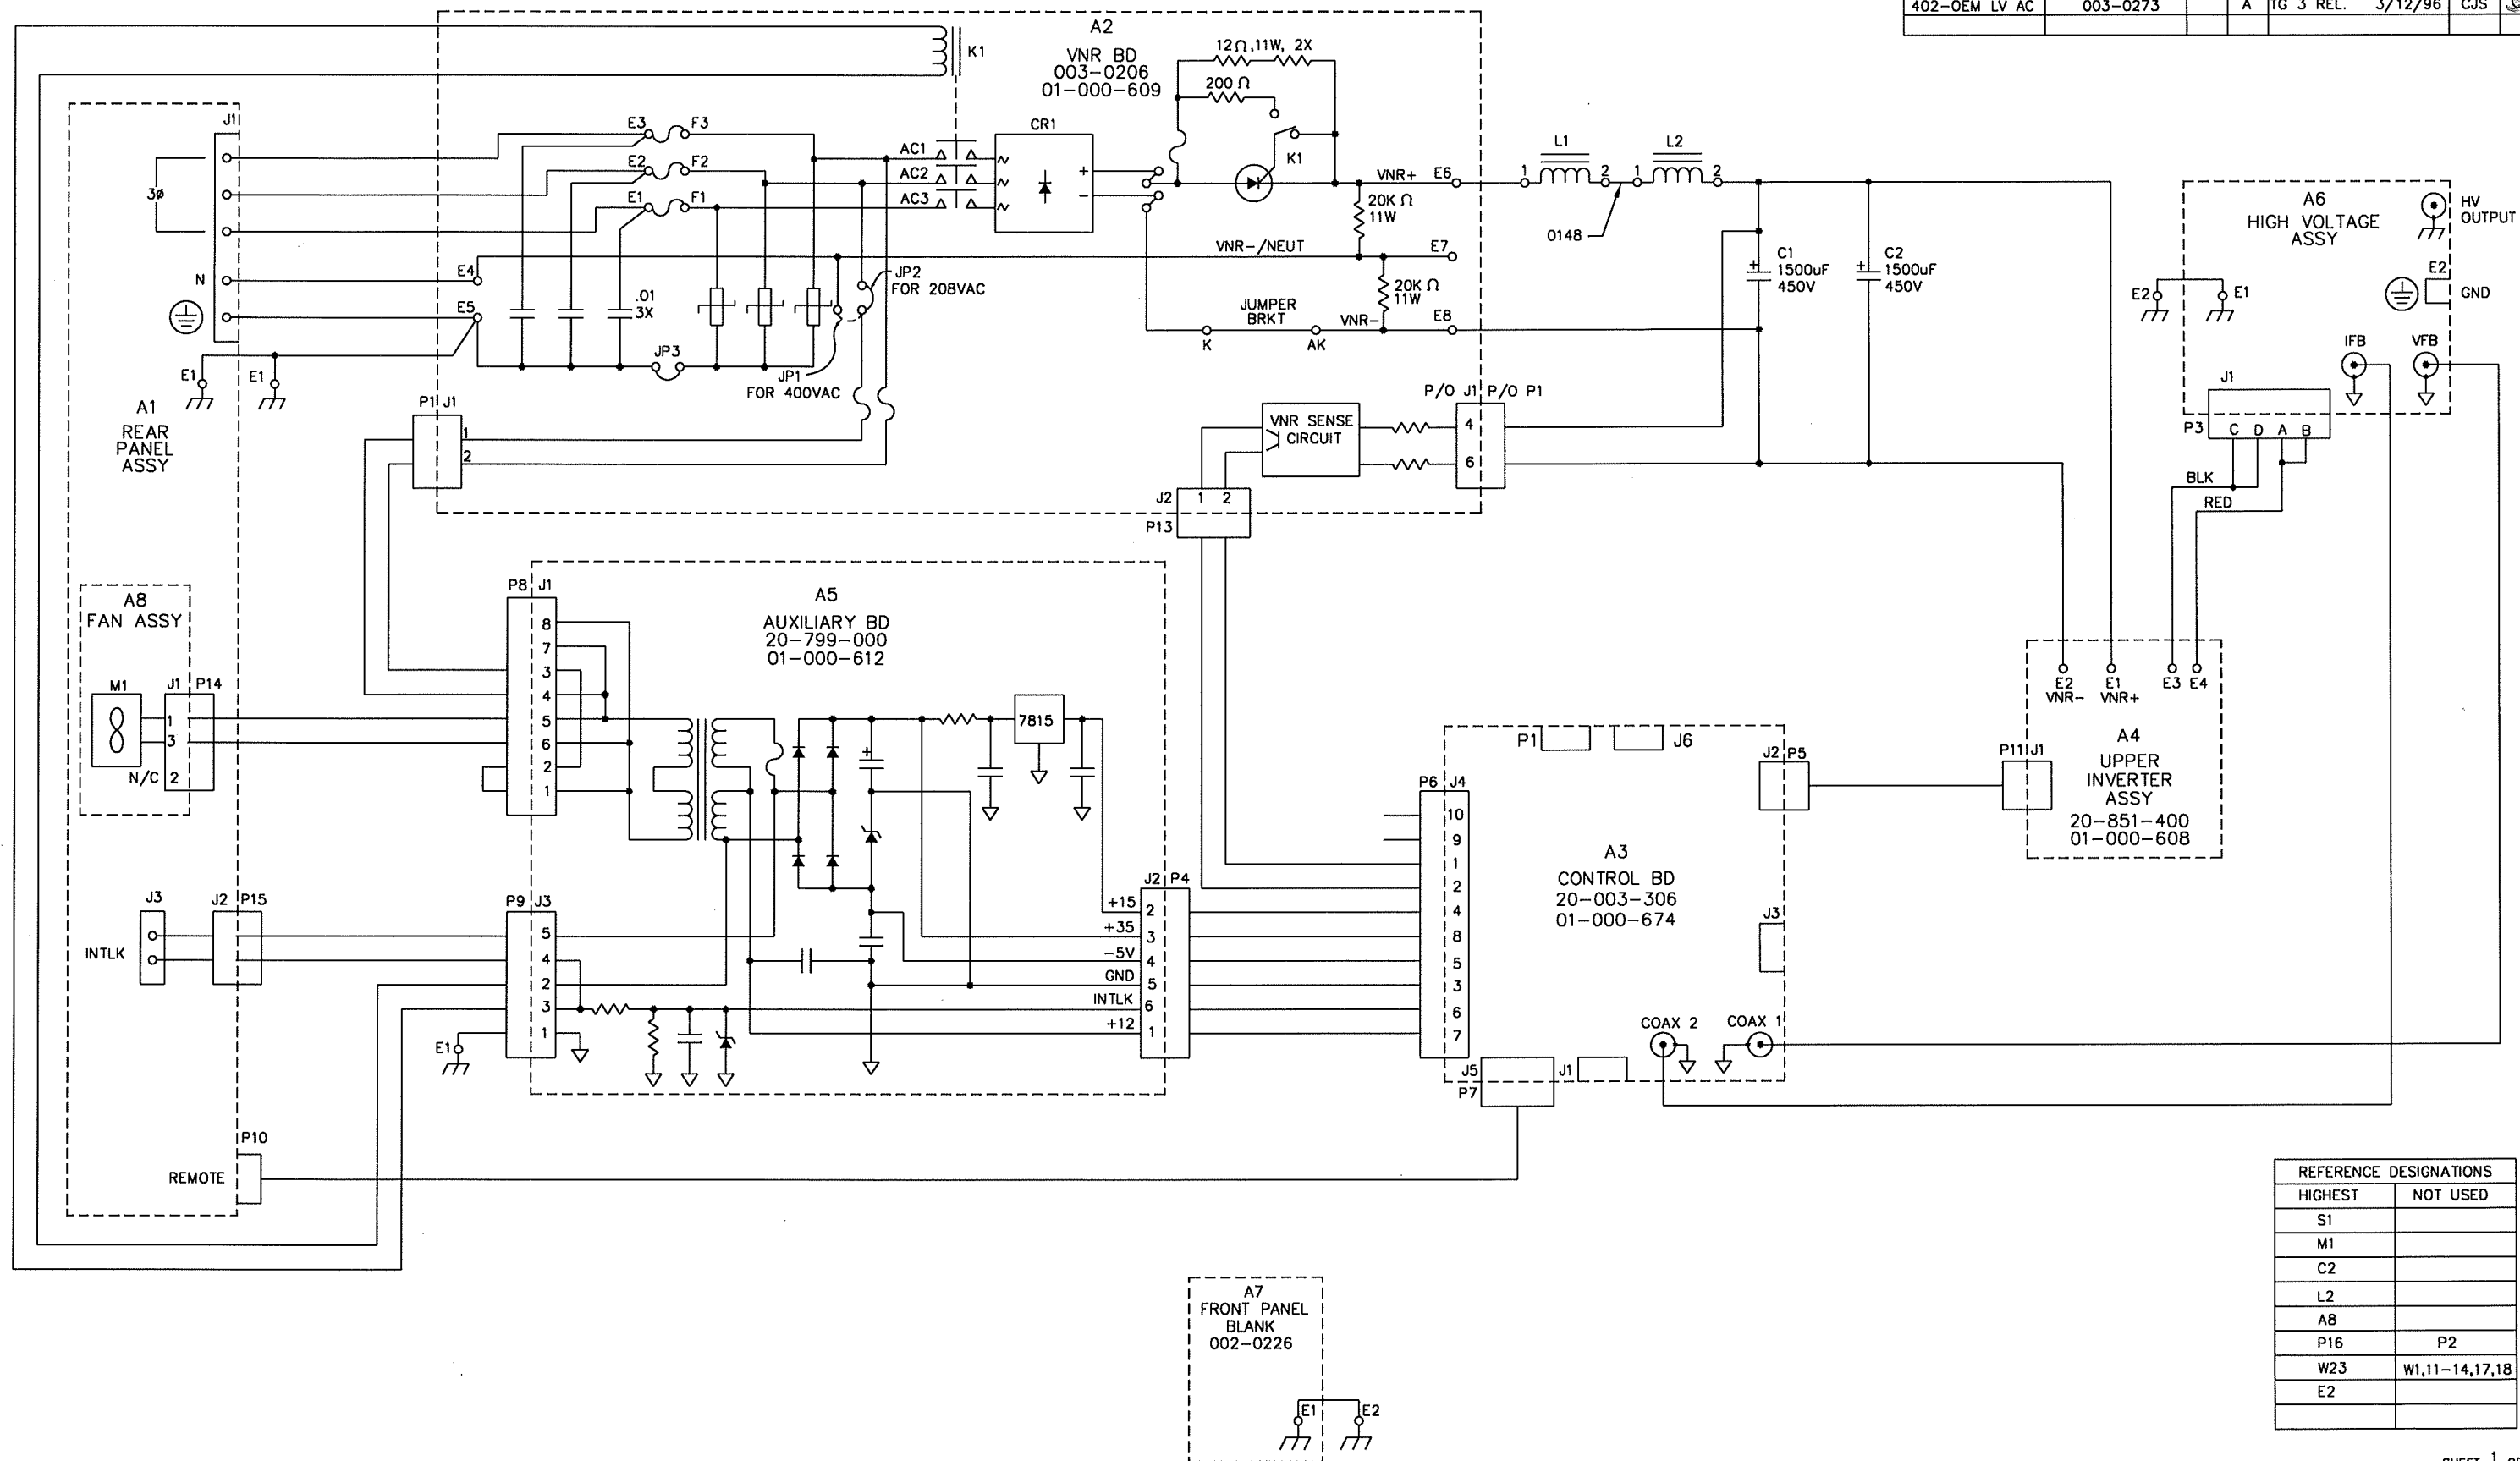 402-OEM LV AC 003-0273 A TG 3 REL. 3/12/96 CJS
A2
VNR BD
003-0206
01-000-609
K1
12Ω,11W, 2X
200 Ω
K1
CR1
+
−
J1
3ø
N
E3 F3
E2 F2
E1 F1
E4
E5
.01
3X
JP3
AC1
AC2
AC3
JP2
FOR 208VAC
JP1
FOR 400VAC
VNR+ E6
20K Ω
11W
VNR-/NEUT E7
20K Ω
11W
JUMPER
BRKT
K
AK
VNR- E8
1 L1 2
1 L2 2
0148
+ C1
1500uF
450V
+ C2
1500uF
450V
A6
HIGH VOLTAGE
ASSY
HV
OUTPUT
E2
GND
E2
E1
IFB
VFB
J1
P3
C D A B
BLK
RED
E1
E1
A1
REAR
PANEL
ASSY
P1 J1
1
2
VNR SENSE
CIRCUIT
P/O J1 P/O P1
4
6
J2 1 2
P13
A8
FAN ASSY
M1
J1 P14
1
3
N/C 2
P8 J1
8
7
3
4
5
6
2
1
A5
AUXILIARY BD
20-799-000
01-000-612
+
7815
J3
INTLK
J2 P15
P9 J3
5
4
2
3
1
E1
J2 P4
+15 2
+35 3
-5V 4
GND 5
INTLK 6
+12 1
P6 J4
10
9
1
2
4
8
5
3
6
7
P1
J6
J2 P5
A3
CONTROL BD
20-003-306
01-000-674
J3
COAX 2
COAX 1
J5
P7
J1
E2
VNR-
E1
VNR+
E3 E4
P11 J1
A4
UPPER
INVERTER
ASSY
20-851-400
01-000-608
P10
REMOTE
A7
FRONT PANEL
BLANK
002-0226
E1
E2
REFERENCE DESIGNATIONS
HIGHEST NOT USED
S1
M1
C2
L2
A8
P16 P2
W23 W1,11-14,17,18
E2
SHEET 1